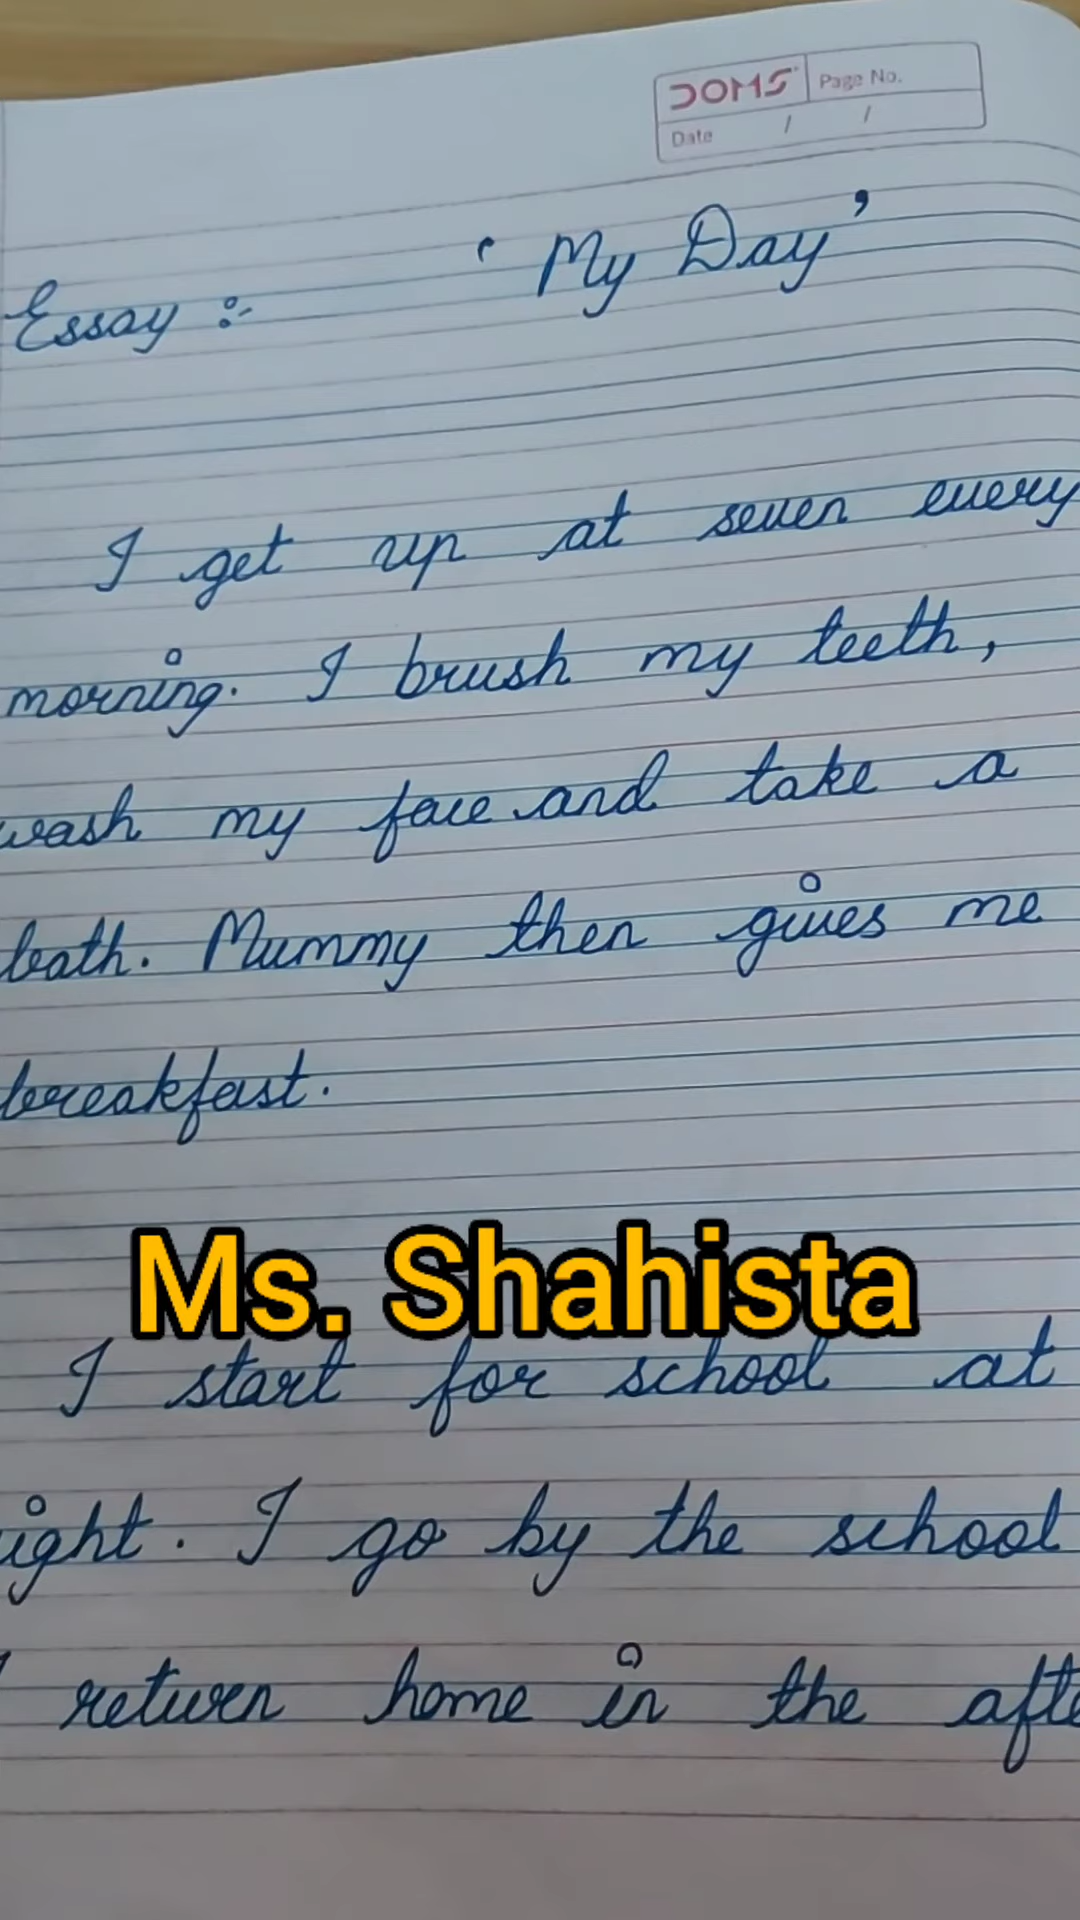 DOMS Page No.
Date / /
Essay :- ' My Day '
I get up at seven every
morning. I brush my teeth,
wash my face and take a
bath. Mummy then gives me
breakfast.
Ms. Shahista
I start for school at
ight. I go by the school
return home in the afte